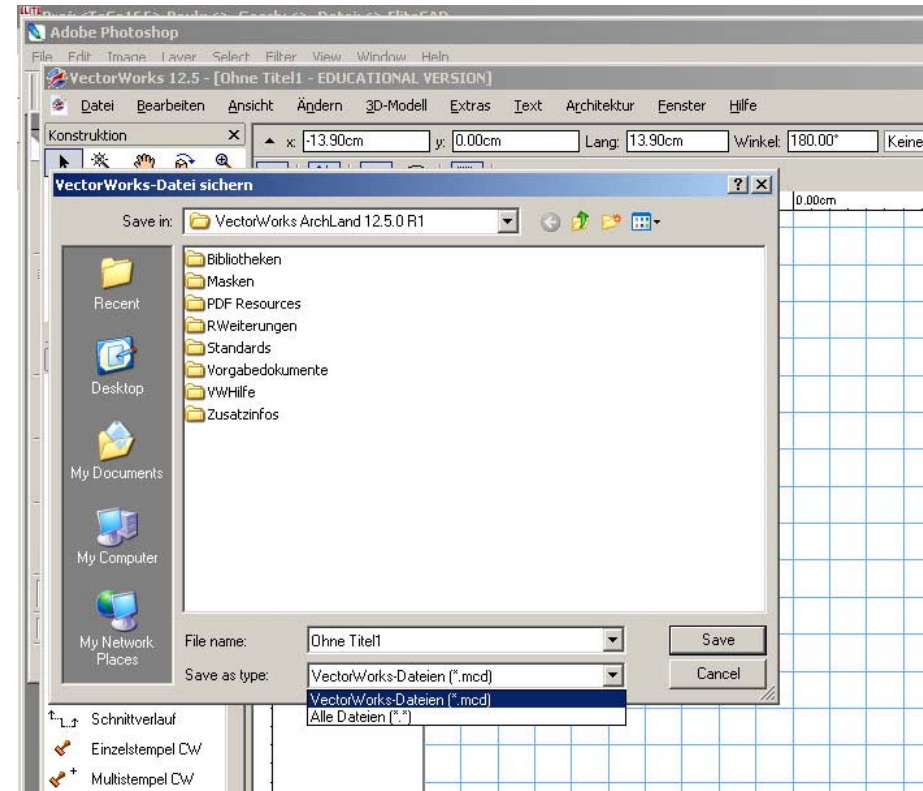 Adobe Photoshop
File Edit Image Layer Select Filter View Window Help
VectorWorks 12.5 - [Ohne Titel1 - EDUCATIONAL VERSION]
Datei Bearbeiten Ansicht Ändern 3D-Modell Extras Text Architektur Fenster Hilfe
Konstruktion x: -13.90cm y: 0.00cm Lang: 13.90cm Winkel: 180.00° Keine
VectorWorks-Datei sichern
0.00cm
Save in: VectorWorks ArchLand 12.5.0 R1
Recent
Desktop
My Documents
My Computer
My Network Places
Bibliotheken
Masken
PDF Resources
RWeiterungen
Standards
Vorgabedokumente
VWHilfe
Zusatzinfos
File name: Ohne Titel1 Save
Save as type: VectorWorks-Dateien (*.mcd) Cancel
VectorWorks-Dateien (*.mcd)
Alle Dateien (*.*)
Schnittverlauf
Einzelstempel CW
Multistempel CW